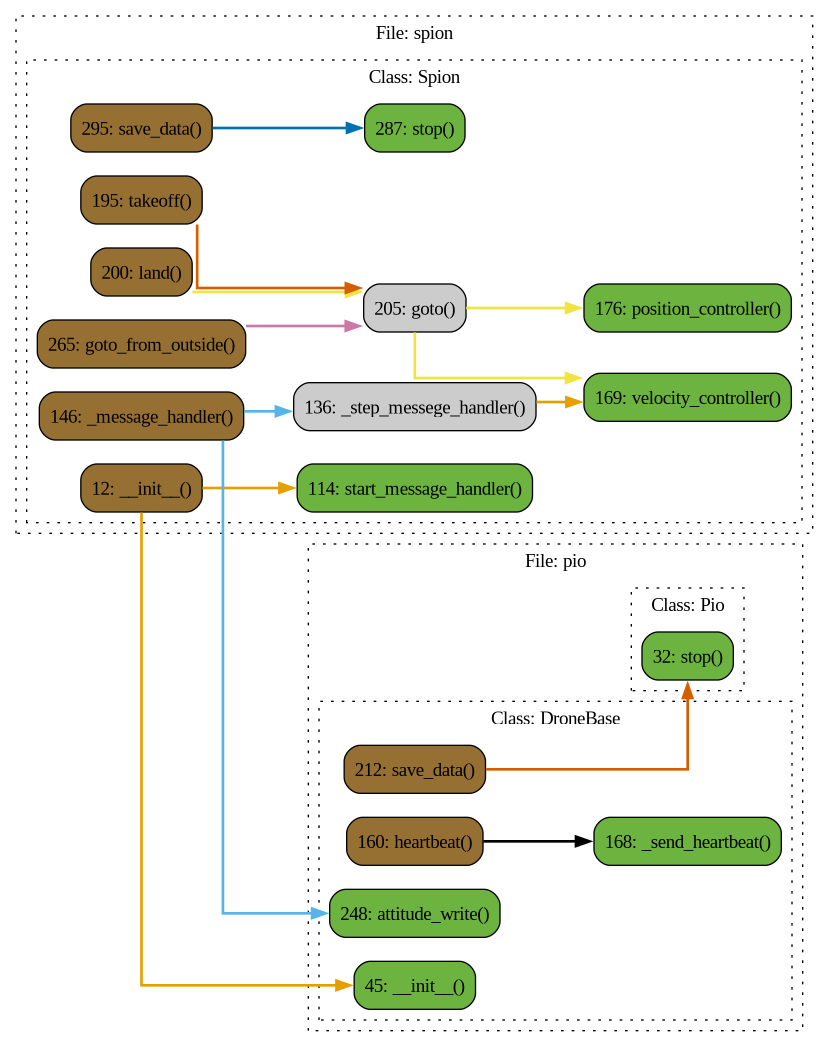 File: spion
Class: Spion
295: save_data()
287: stop()
195: takeoff()
200: land()
205: goto()
176: position_controller()
265: goto_from_outside()
169: velocity_controller()
146: _message_handler()
136: _step_messege_handler()
12: __init__()
114: start_message_handler()
File: pio
Class: Pio
32: stop()
Class: DroneBase
212: save_data()
160: heartbeat()
168: _send_heartbeat()
248: attitude_write()
45: __init__()